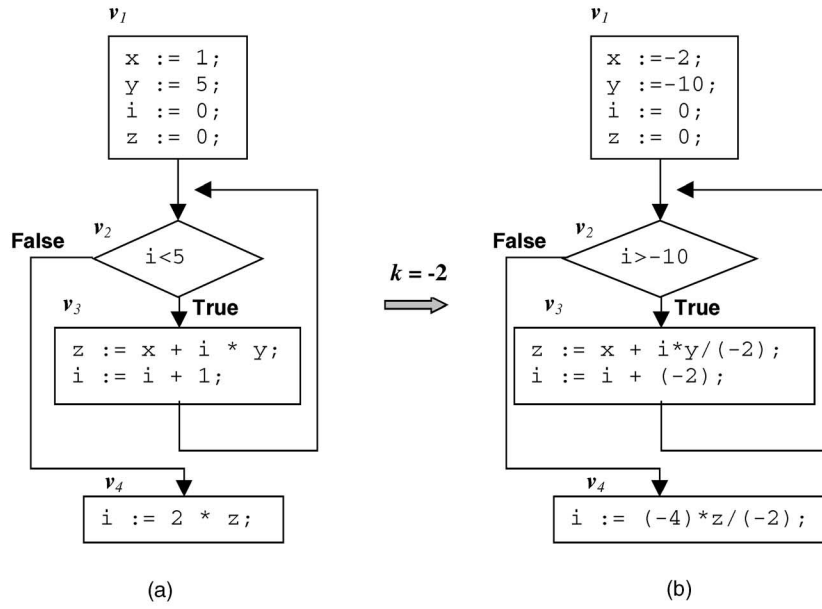 v1
x := 1;
y := 5;
i := 0;
z := 0;
v2
False
i<5
True
v3
z := x + i * y;
i := i + 1;
v4
i := 2 * z;
(a)
k = -2
v1
x :=-2;
y :=-10;
i := 0;
z := 0;
v2
False
i>-10
True
v3
z := x + i*y/(-2);
i := i + (-2);
v4
i := (-4)*z/(-2);
(b)